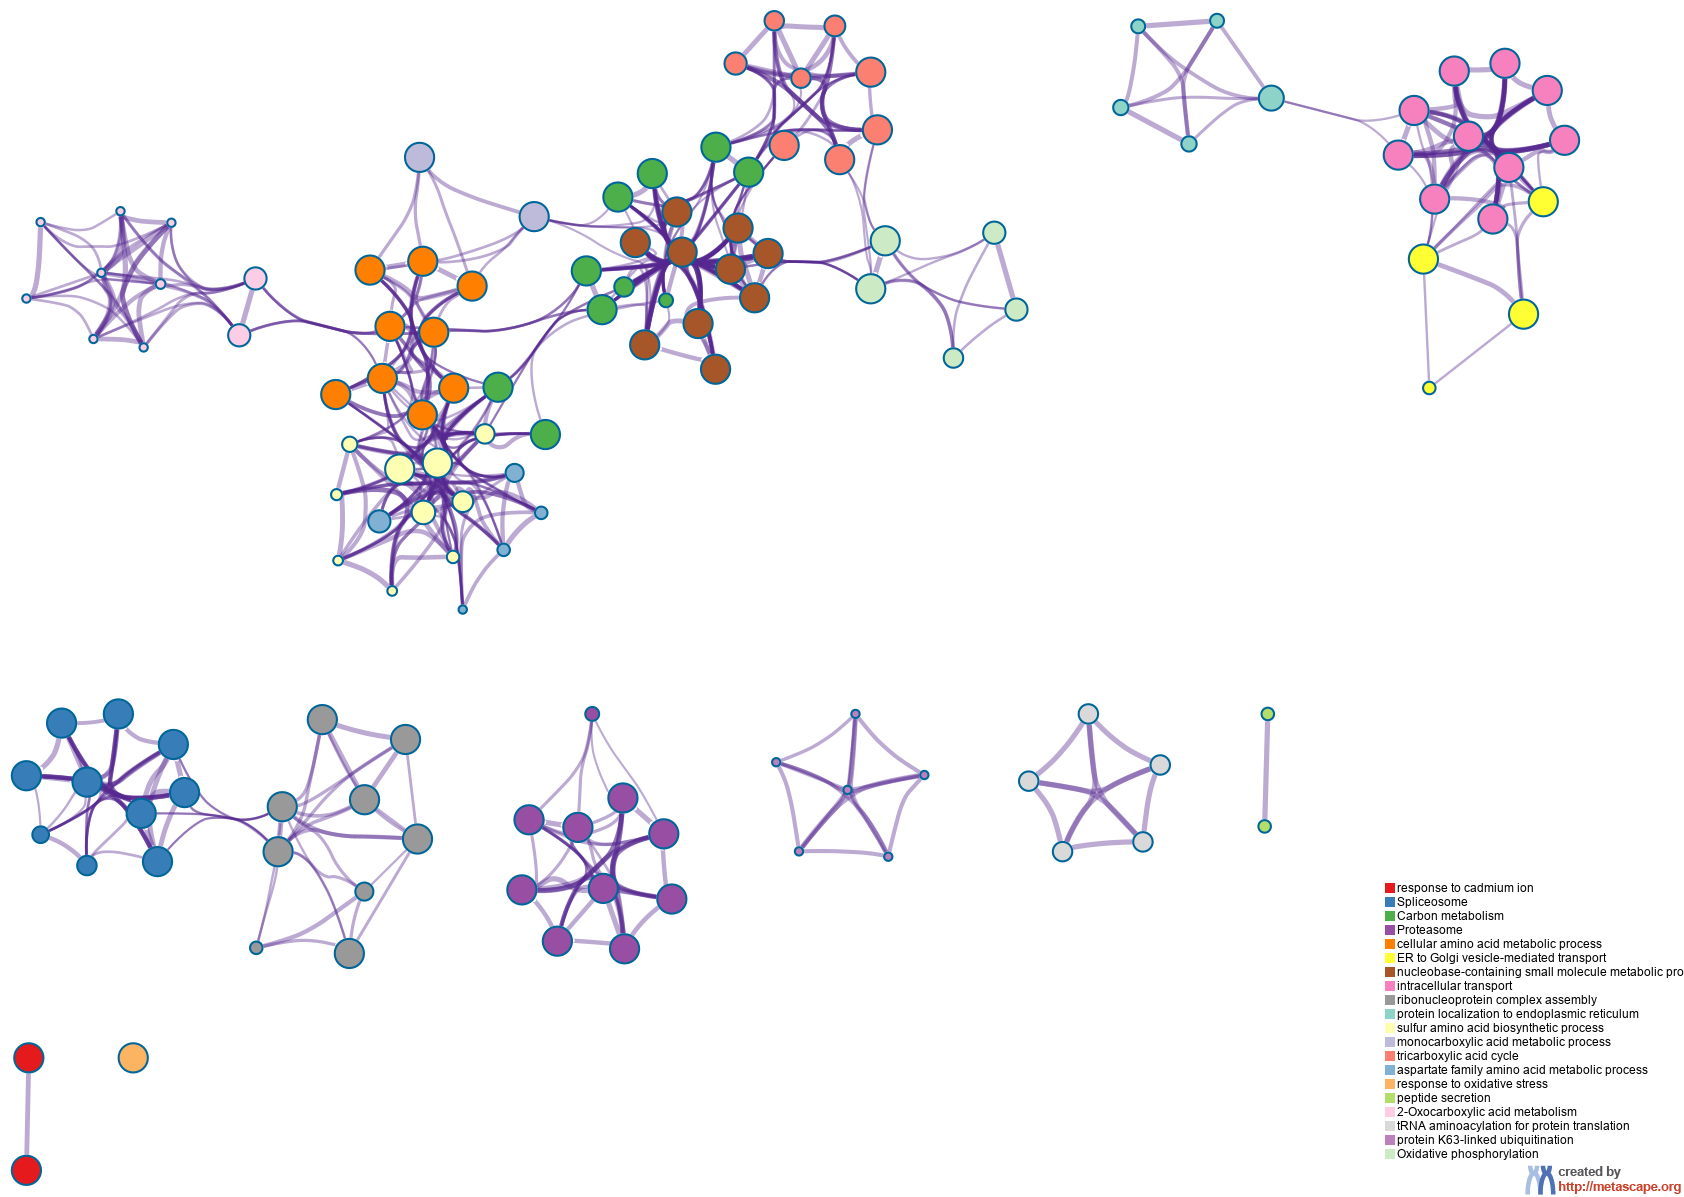 response to cadmium ion
Spliceosome
Carbon metabolism
Proteasome
cellular amino acid metabolic process
ER to Golgi vesicle-mediated transport
nucleobase-containing small molecule metabolic pro
intracellular transport
ribonucleoprotein complex assembly
protein localization to endoplasmic reticulum
sulfur amino acid biosynthetic process
monocarboxylic acid metabolic process
tricarboxylic acid cycle
aspartate family amino acid metabolic process
response to oxidative stress
peptide secretion
2-Oxocarboxylic acid metabolism
tRNA aminoacylation for protein translation
protein K63-linked ubiquitination
Oxidative phosphorylation
created by
http://metascape.org